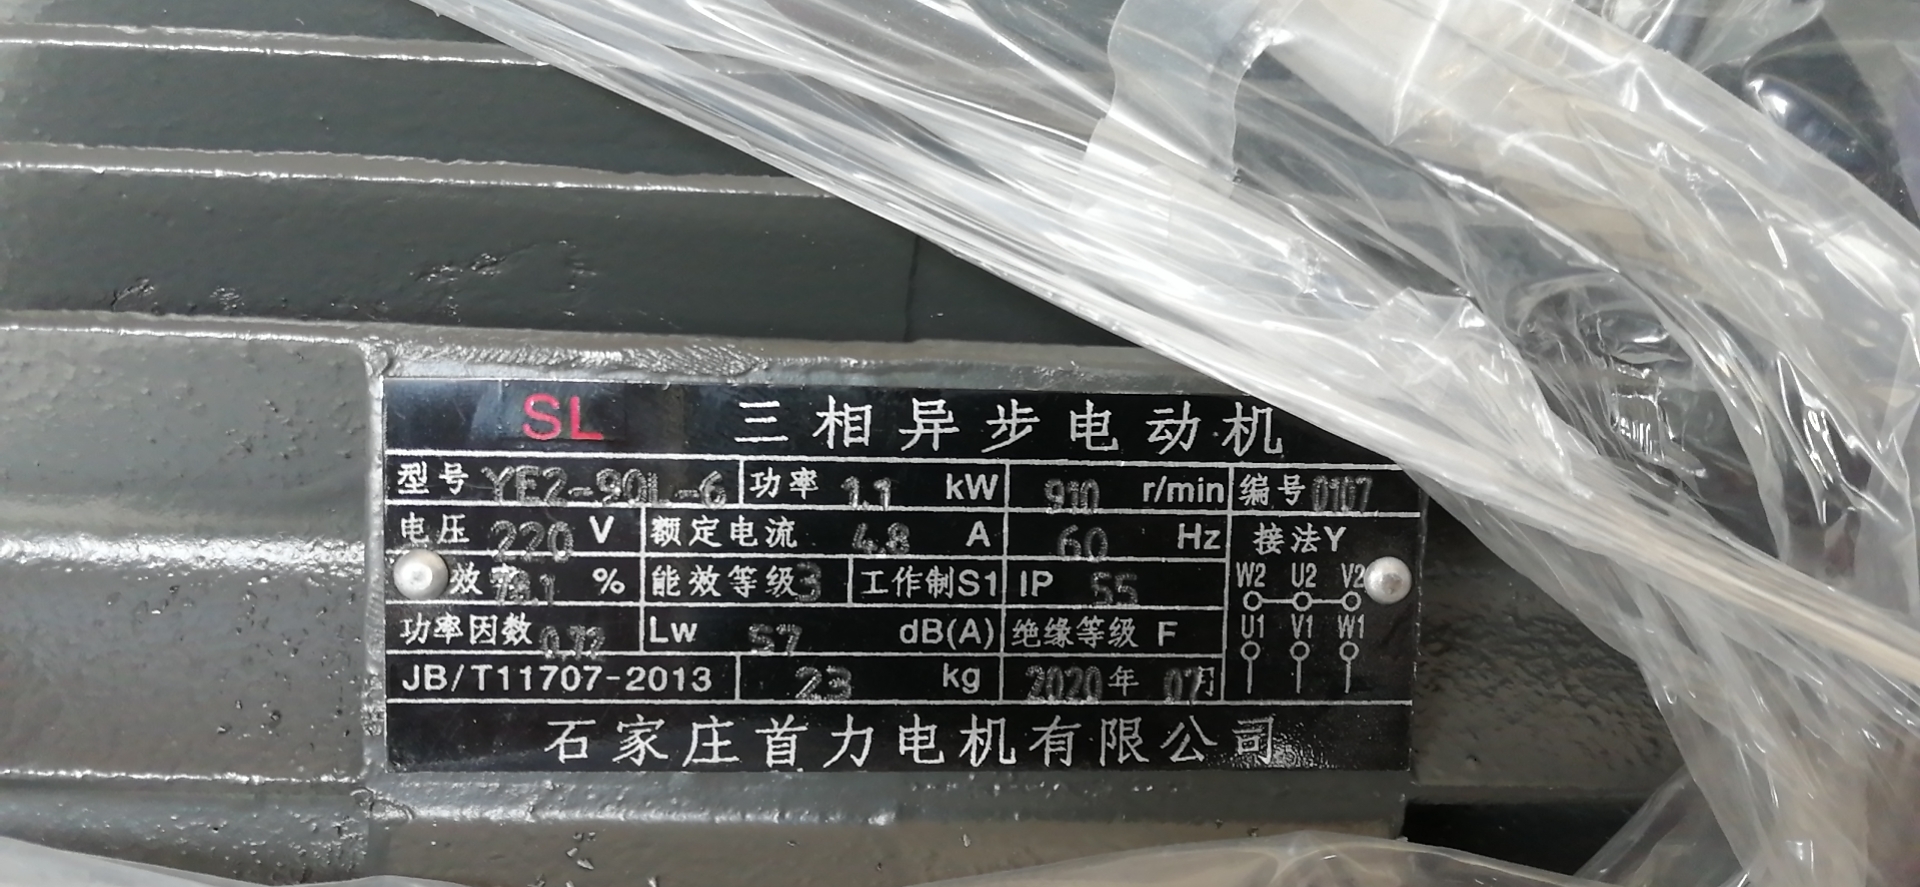 SL 三相异步电动机
型号 YE2-90L-6 功率 1.1 kW 910 r/min 编号 0107
电压 220 V 额定电流 4.8 A 60 Hz 接法Y
效率 78.1 % 能效等级 3 工作制S1 IP 55
W2 U2 V2
功率因数 0.72 Lw 57 dB(A) 绝缘等级 F
U1 V1 W1
JB/T11707-2013 23 kg 2020年 07月
石家庄首力电机有限公司